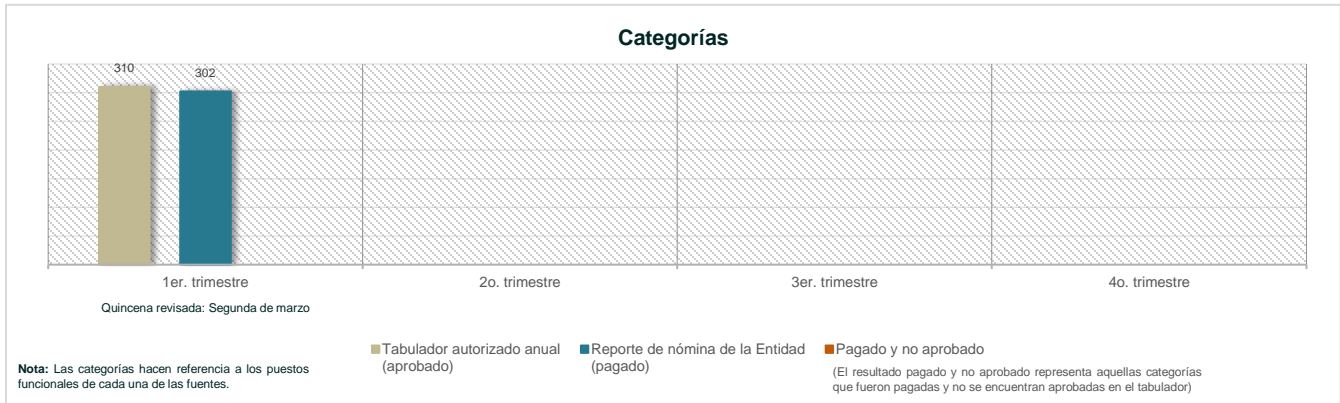 Categorías
310
302
1er. trimestre
2o. trimestre
3er. trimestre
4o. trimestre
Quincena revisada: Segunda de marzo
Tabulador autorizado anual
(aprobado)
Reporte de nómina de la Entidad
(pagado)
Pagado y no aprobado
(El resultado pagado y no aprobado representa aquellas categorías
que fueron pagadas y no se encuentran aprobadas en el tabulador)
Nota: Las categorías hacen referencia a los puestos
funcionales de cada una de las fuentes.